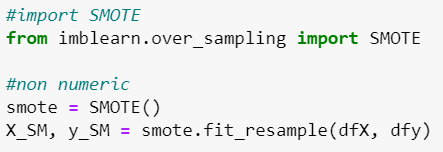 #import SMOTE
from imblearn.over_sampling import SMOTE
#non numeric
smote = SMOTE()
X_SM, y_SM = smote.fit_resample(dfX, dfy)